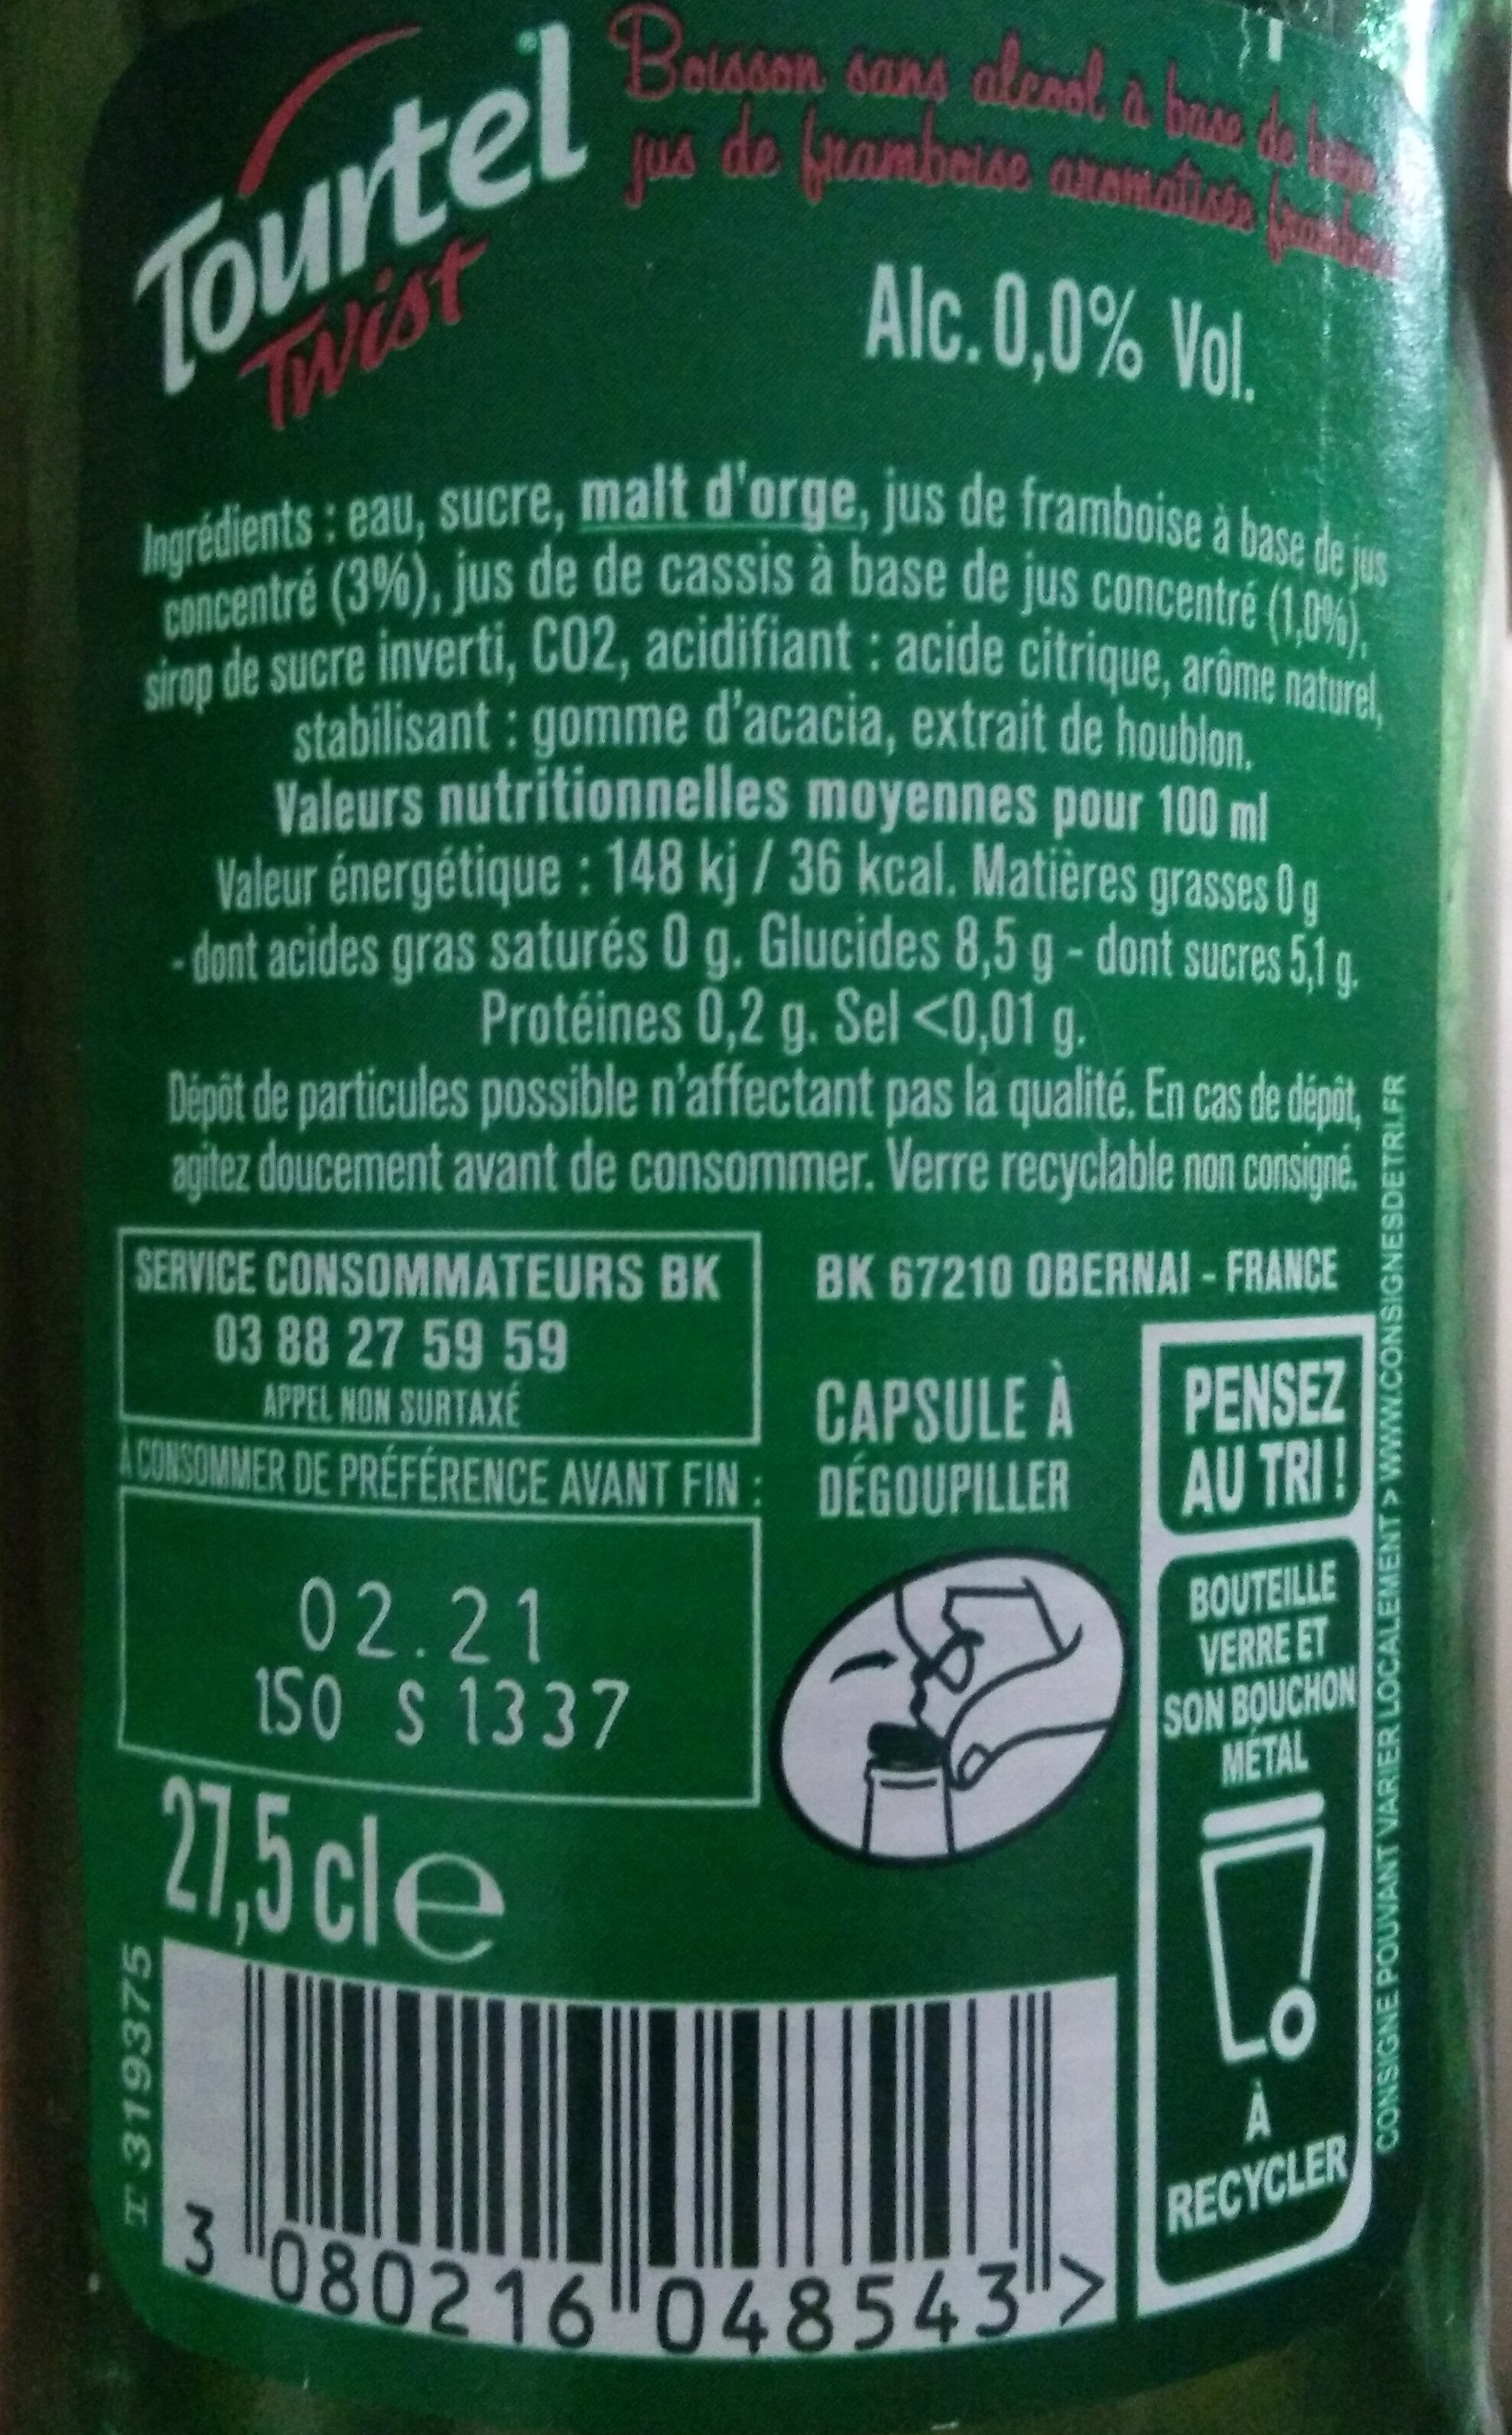 Tourtel
Twist
Boisson sans alcool à base de
jus de framboise aromatisée
Alc. 0,0% Vol.
Ingrédients : eau, sucre, malt d'orge, jus de framboise à base de jus
concentré (3%), jus de de cassis à base de jus concentré (1,0%),
sirop de sucre inverti, CO2, acidifiant : acide citrique, arôme naturel,
stabilisant : gomme d'acacia, extrait de houblon.
Valeurs nutritionnelles moyennes pour 100 ml
Valeur énergétique : 148 kj / 36 kcal. Matières grasses 0 g
- dont acides gras saturés 0 g. Glucides 8,5 g - dont sucres 5,1 g.
Protéines 0,2 g. Sel <0,01 g.
Dépôt de particules possible n'affectant pas la qualité. En cas de dépôt,
agitez doucement avant de consommer. Verre recyclable non consigné.
SERVICE CONSOMMATEURS BK
03 88 27 59 59
APPEL NON SURTAXÉ
BK 67210 OBERNAI - FRANCE
À CONSOMMER DE PRÉFÉRENCE AVANT FIN :
02.21
150 S 1337
CAPSULE À
DÉGOUPILLER
PENSEZ
AU TRI !
BOUTEILLE
VERRE ET
SON BOUCHON
MÉTAL
À
RECYCLER
CONSIGNE POUVANT VARIER LOCALEMENT > WWW.CONSIGNESDETRI.FR
27,5 cl e
T 319375
3 080216 048543 >